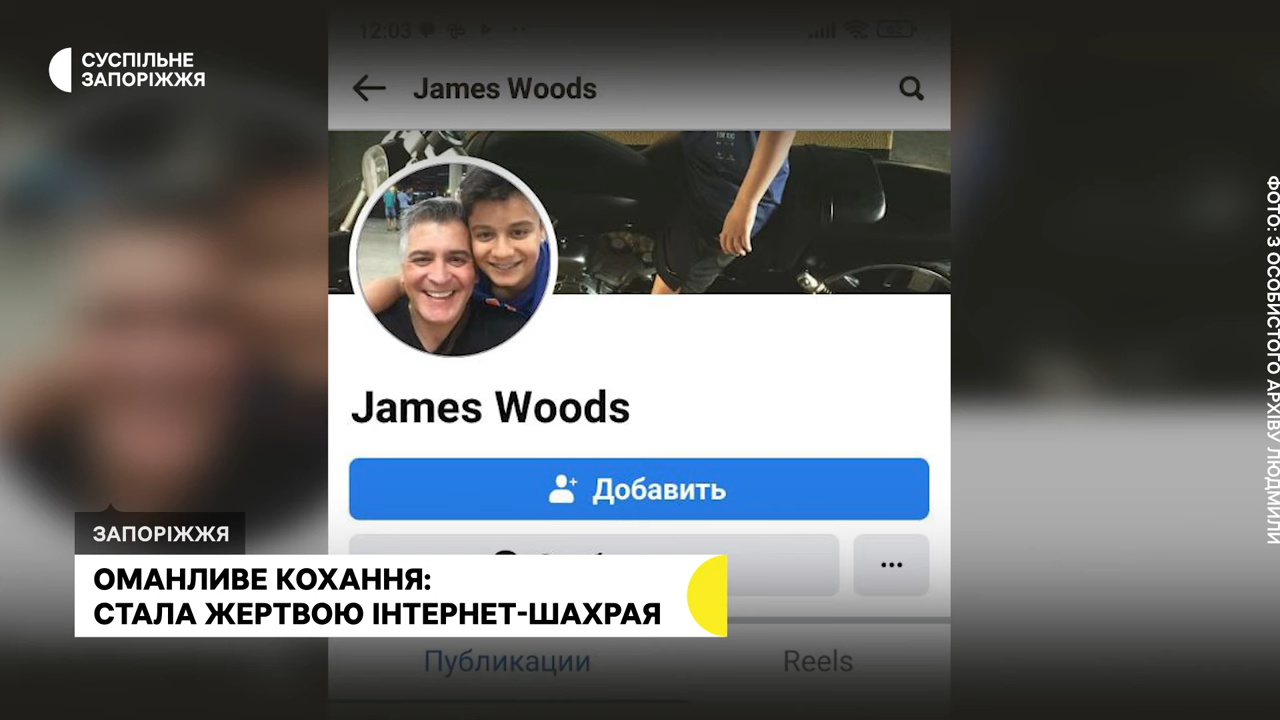 СУСПІЛЬНЕ
ЗАПОРІЖЖЯ
12:03
James Woods
James Woods
Добавить
Публикации
Reels
ЗАПОРІЖЖЯ
ОМАНЛИВЕ КОХАННЯ:
СТАЛА ЖЕРТВОЮ ІНТЕРНЕТ-ШАХРАЯ
ФОТО: З ОСОБИСТОГО АРХІВУ ЛЮДМИЛИ